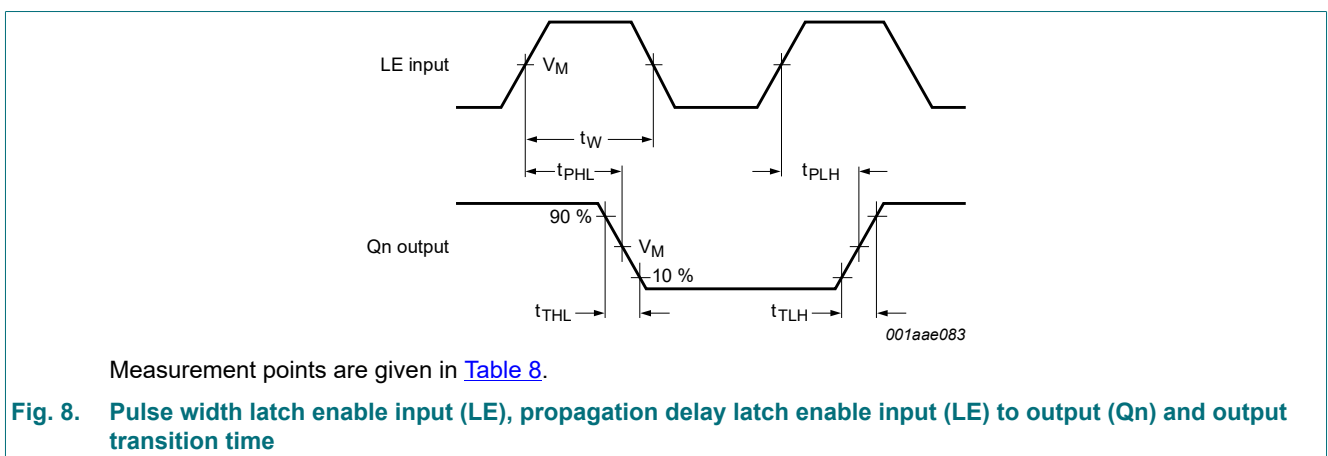 LE input
VM
tW
tPHL
tPLH
90 %
Qn output
VM
10 %
tTHL
tTLH
001aae083
Measurement points are given in Table 8.
Fig. 8. Pulse width latch enable input (LE), propagation delay latch enable input (LE) to output (Qn) and output
transition time